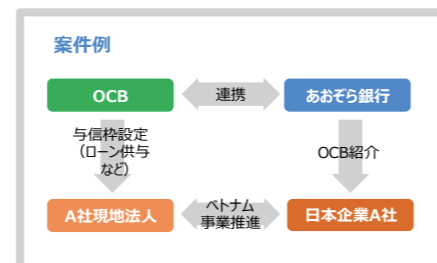 案件例
OCB
連携
あおぞら銀行
与信枠設定
(ローン供与
など)
OCB紹介
A社現地法人
ベトナム
事業推進
日本企業A社